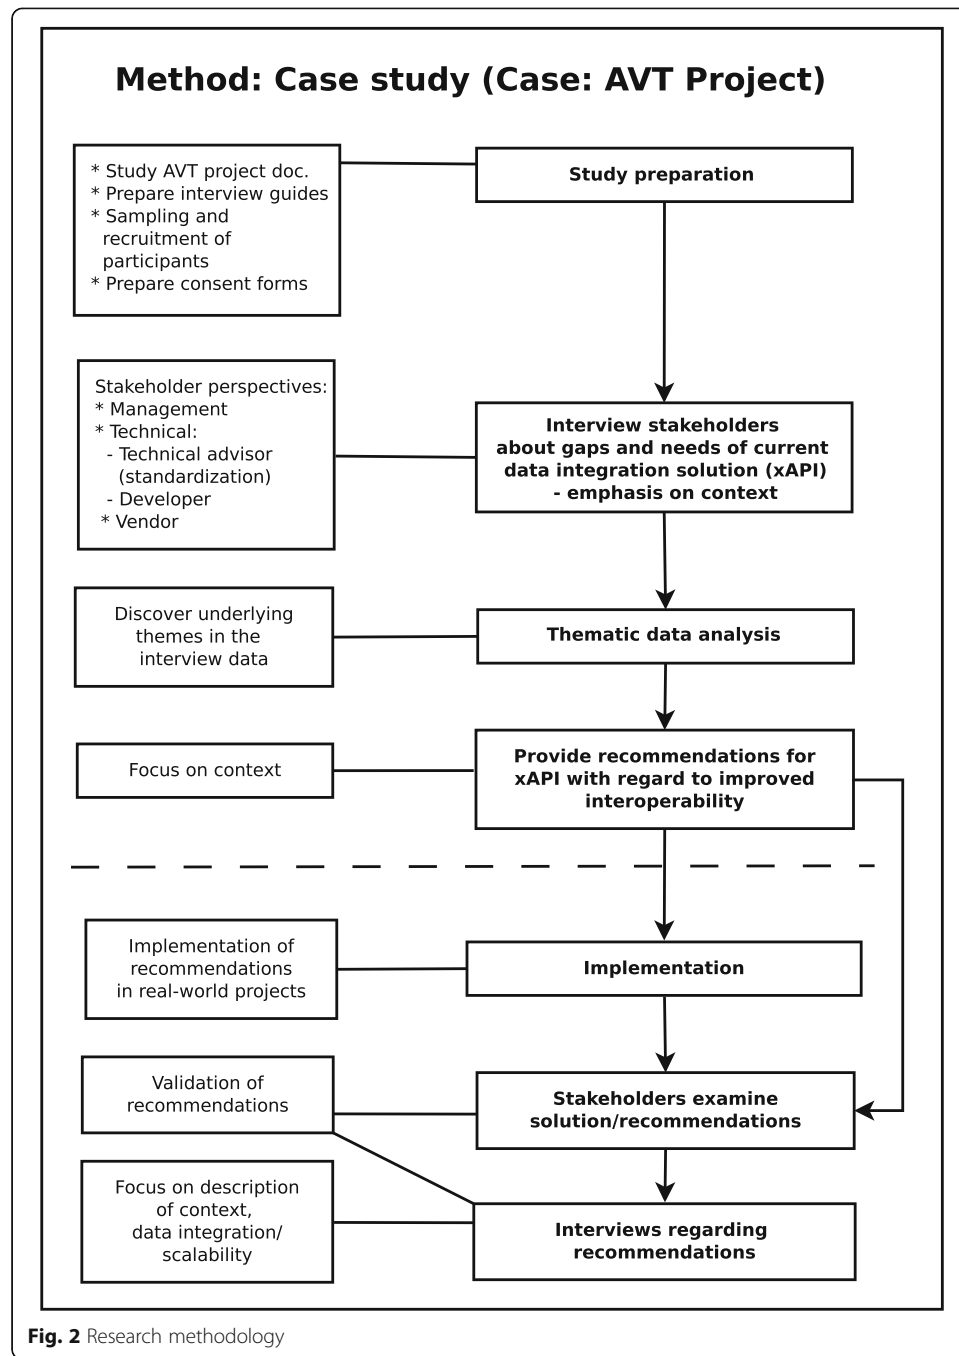 Method: Case study (Case: AVT Project)
* Study AVT project doc.
* Prepare interview guides
* Sampling and
recruitment of
participants
* Prepare consent forms
Study preparation
Stakeholder perspectives:
* Management
* Technical:
- Technical advisor
(standardization)
- Developer
* Vendor
Interview stakeholders
about gaps and needs of current
data integration solution (xAPI)
- emphasis on context
Discover underlying
themes in the
interview data
Thematic data analysis
Focus on context
Provide recommendations for
xAPI with regard to improved
interoperability
Implementation of
recommendations
in real-world projects
Implementation
Validation of
recommendations
Stakeholders examine
solution/recommendations
Focus on description
of context,
data integration/
scalability
Interviews regarding
recommendations
Fig. 2 Research methodology